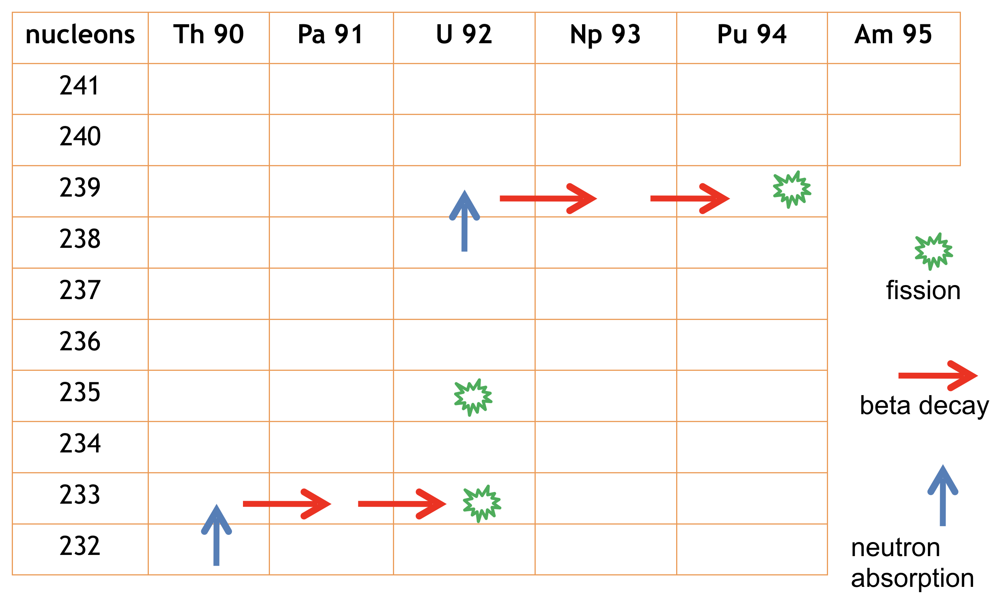 nucleons Th 90 Pa 91 U 92 Np 93 Pu 94 Am 95
241
240
239
238
237
236
235
234
233
232
fission
beta decay
neutron
absorption